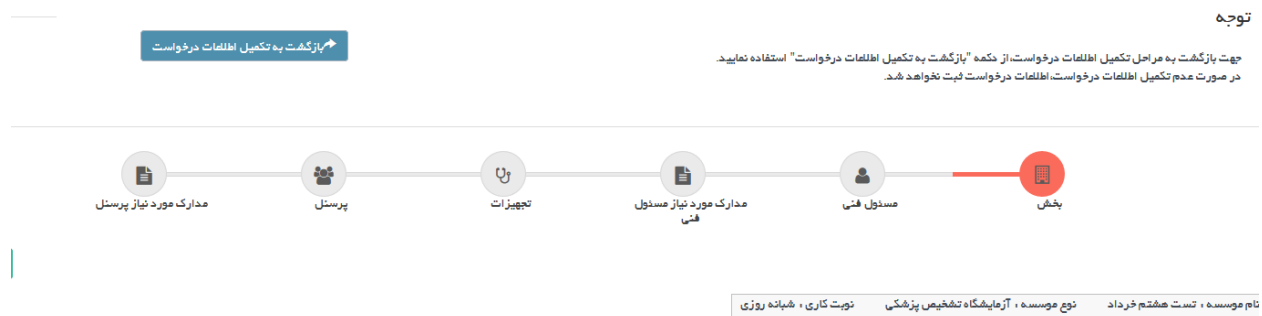 توجه
بازگشت به تکمیل اطلاعات درخواست
جهت بازگشت به مراحل تکمیل اطلاعات درخواست، از دکمه "بازگشت به تکمیل اطلاعات درخواست" استفاده نمایید.
در صورت عدم تکمیل اطلاعات درخواست، اطلاعات درخواست ثبت نخواهد شد.
بخش
مسئول فنی
مدارک مورد نیاز مسئول
فنی
تجهیزات
پرسنل
مدارک مورد نیاز پرسنل
نام موسسه : تست هشتم خرداد نوع موسسه : آزمایشگاه تشخیص پزشکی نوبت کاری : شبانه روزی